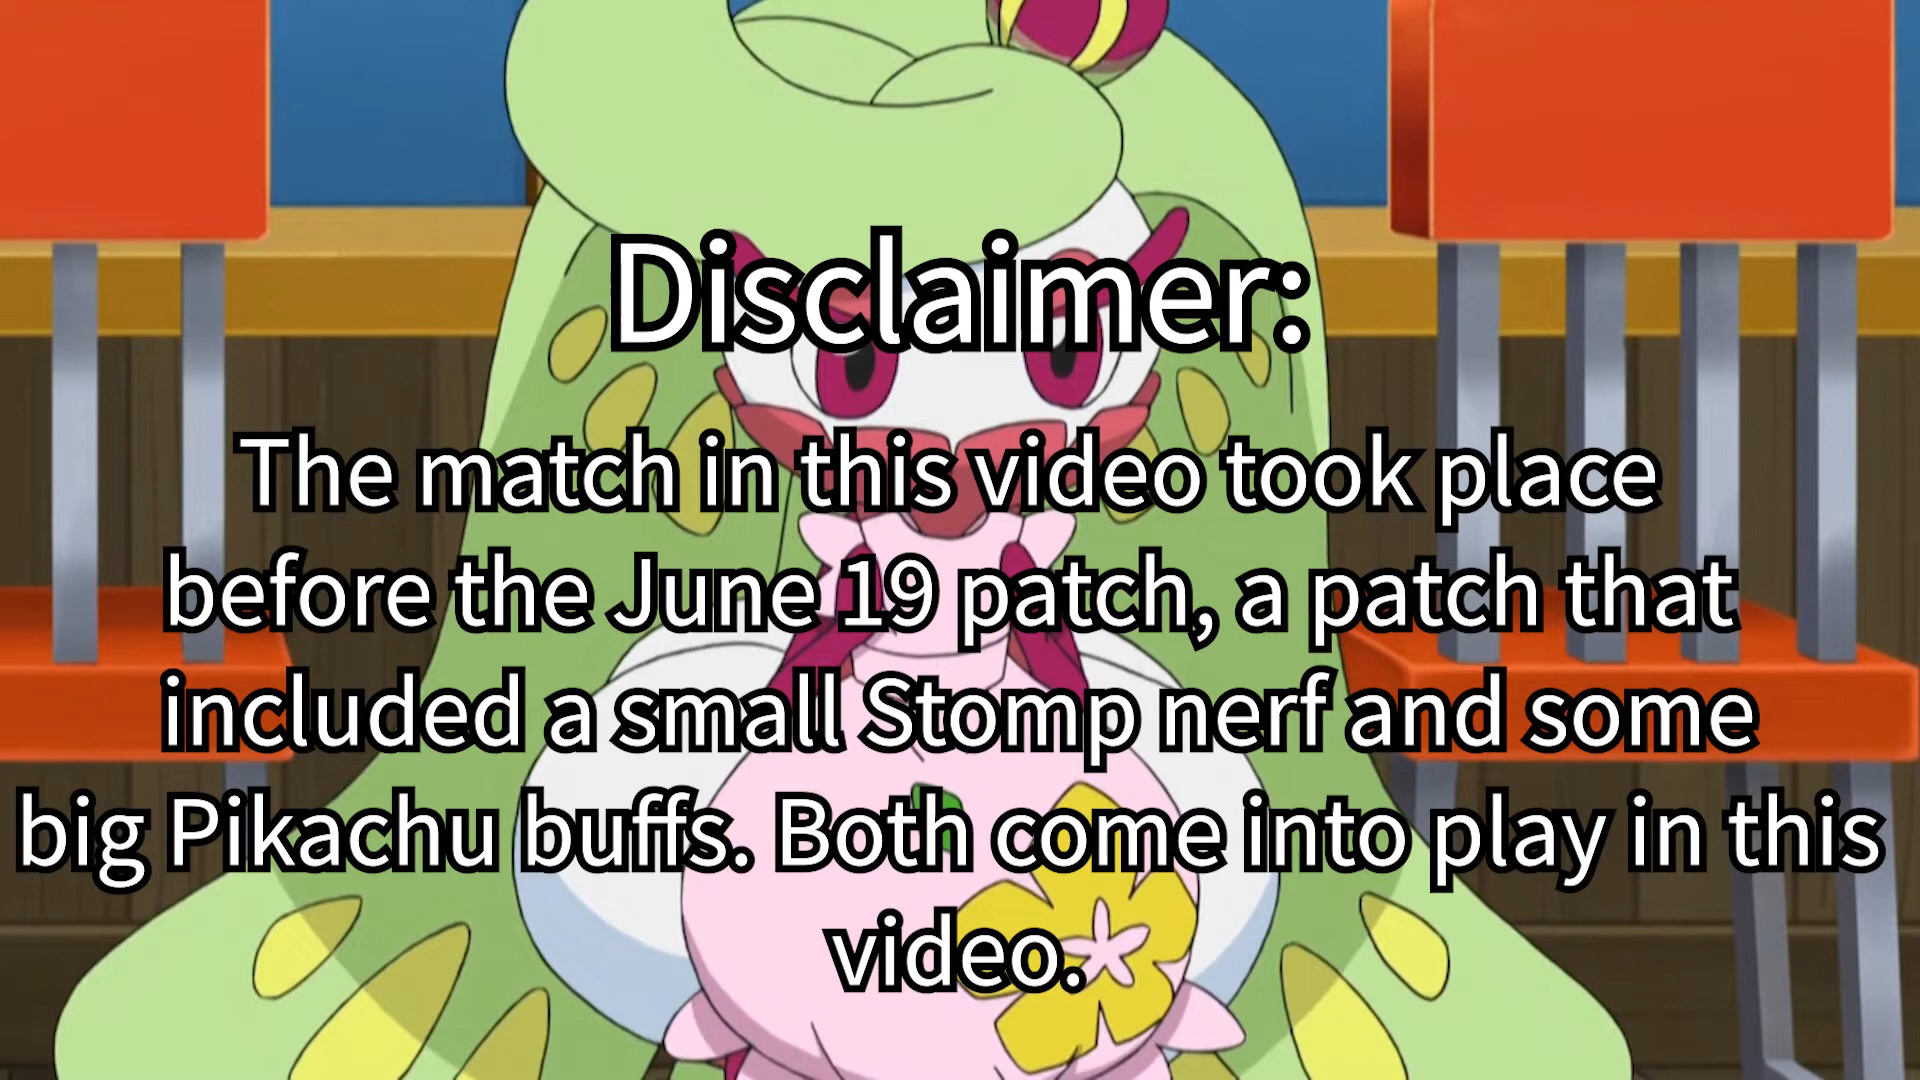 Disclaimer:
The match in this video took place
before the June 19 patch, a patch that
included a small Stomp nerf and some
big Pikachu buffs. Both come into play in this
video.